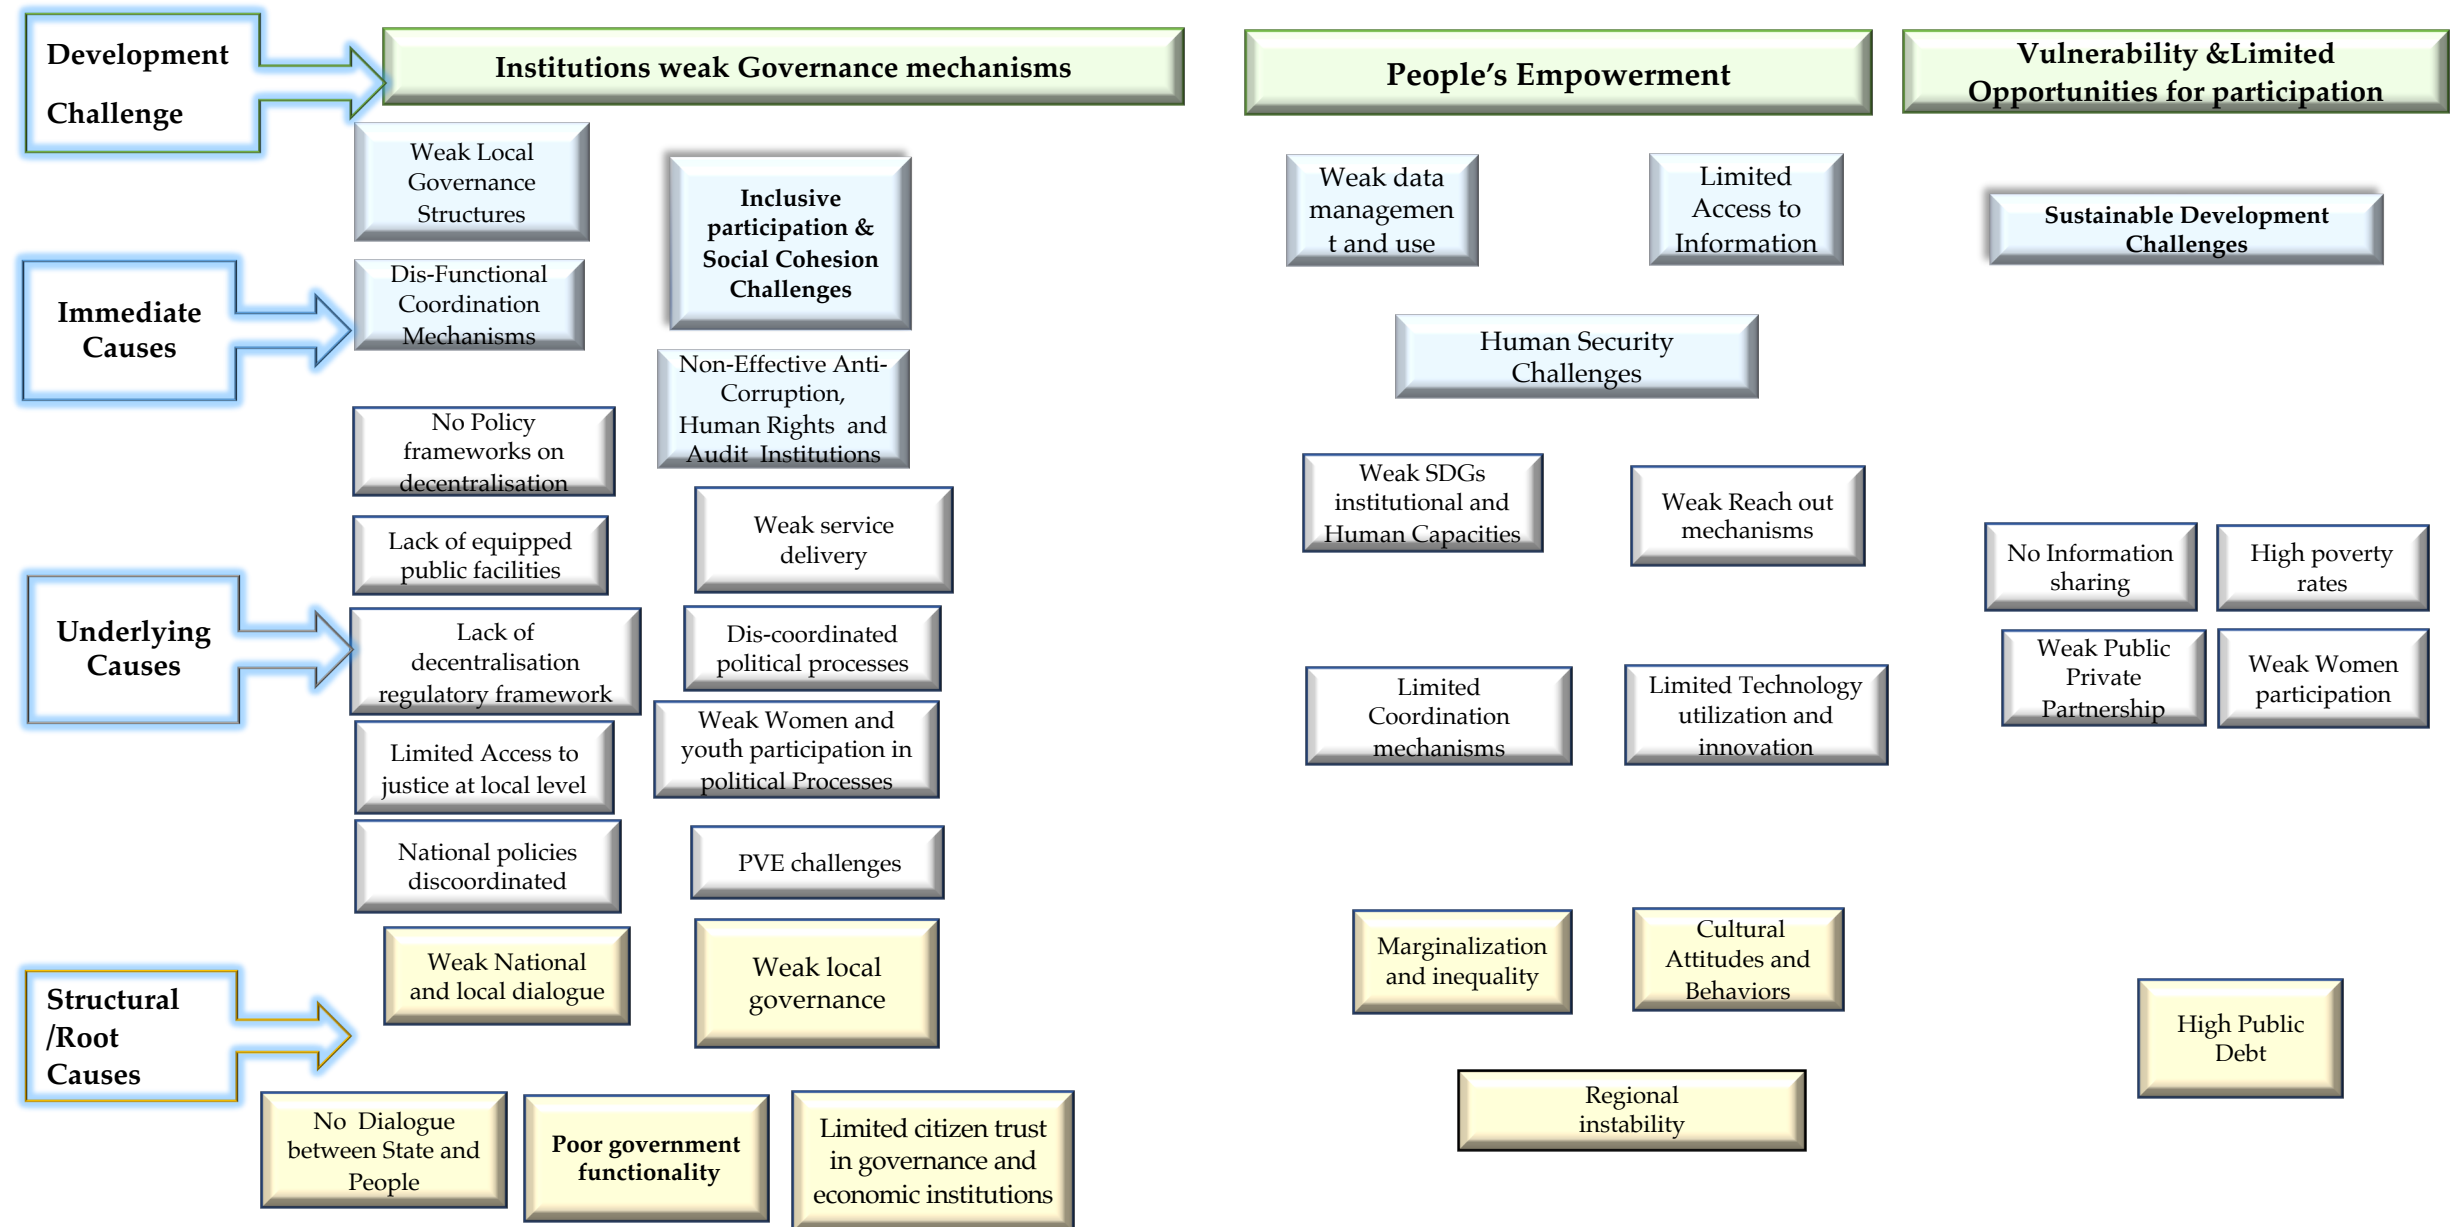 Development
Challenge
Institutions weak Governance mechanisms
People's Empowerment
Vulnerability &Limited
Opportunities for participation
Weak Local
Governance
Structures
Inclusive
participation &
Social Cohesion
Challenges
Weak data
managemen
t and use
Limited
Access to
Information
Sustainable Development
Challenges
Immediate
Causes
Dis-Functional
Coordination
Mechanisms
Non-Effective Anti-
Corruption,
Human Rights and
Audit Institutions
Human Security
Challenges
No Policy
frameworks on
decentralisation
Weak service
delivery
Weak SDGs
institutional and
Human Capacities
Weak Reach out
mechanisms
Lack of equipped
public facilities
No Information
sharing
High poverty
rates
Underlying
Causes
Lack of
decentralisation
regulatory framework
Dis-coordinated
political processes
Limited
Coordination
mechanisms
Limited Technology
utilization and
innovation
Weak Public
Private
Partnership
Weak Women
participation
Limited Access to
justice at local level
Weak Women and
youth participation in
political Processes
National policies
discoordinated
PVE challenges
Structural
/Root
Causes
Weak National
and local dialogue
Weak local
governance
Marginalization
and inequality
Cultural
Attitudes and
Behaviors
High Public
Debt
No Dialogue
between State and
People
Poor government
functionality
Limited citizen trust
in governance and
economic institutions
Regional
instability